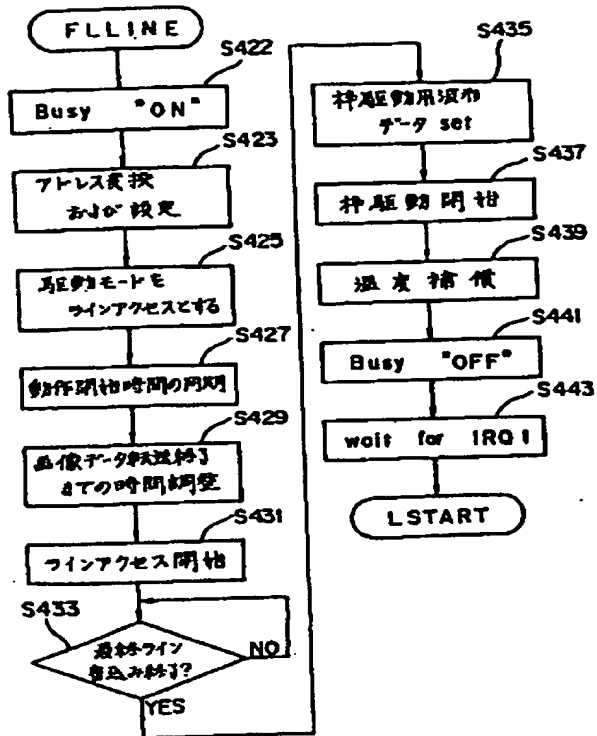 FLLINE
S422
Busy "ON"
S423
アドレス変換
および設定
S425
駆動モードを
ラインアクセスとする
S427
動作開始時間の同期
S429
画像データ転送終了
までの時間調整
S431
ラインアクセス開始
S433
最終ライン
書込み終了?
NO
YES
S435
枠駆動用波形
データ set
S437
枠駆動開始
S439
温度補償
S441
Busy "OFF"
S443
wait for IRQ1
LSTART